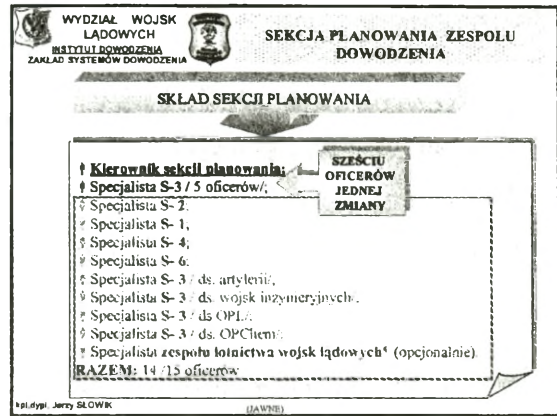 WYDZIAŁ WOJSK
LĄDOWYCH
INSTYTUT DOWODZENIA
ZAKŁAD SYSTEMÓW DOWODZENIA
SEKCJA PLANOWANIA ZESPOŁU
DOWODZENIA
SKŁAD SEKCJI PLANOWANIA
Kierownik sekcji planowania;
Specjalista S-3 / 5 oficerów/;
SZEŚCIU
OFICERÓW
JEDNEJ
ZMIANY
Specjalista S- 2;
Specjalista S- 1;
Specjalista S- 4;
Specjalista S- 6;
Specjalista S- 3 / ds. artylerii/;
Specjalista S- 3 / ds. wojsk inżynieryjnych/;
Specjalista S- 3 / ds OPL/;
Specjalista S- 3 / ds. OPChem/;
Specjalista zespołu lotnictwa wojsk lądowych (opcjonalnie).
RAZEM: 14 /15 oficerów
kpt.dypl. Jerzy SŁOWIK
(JAWNE)